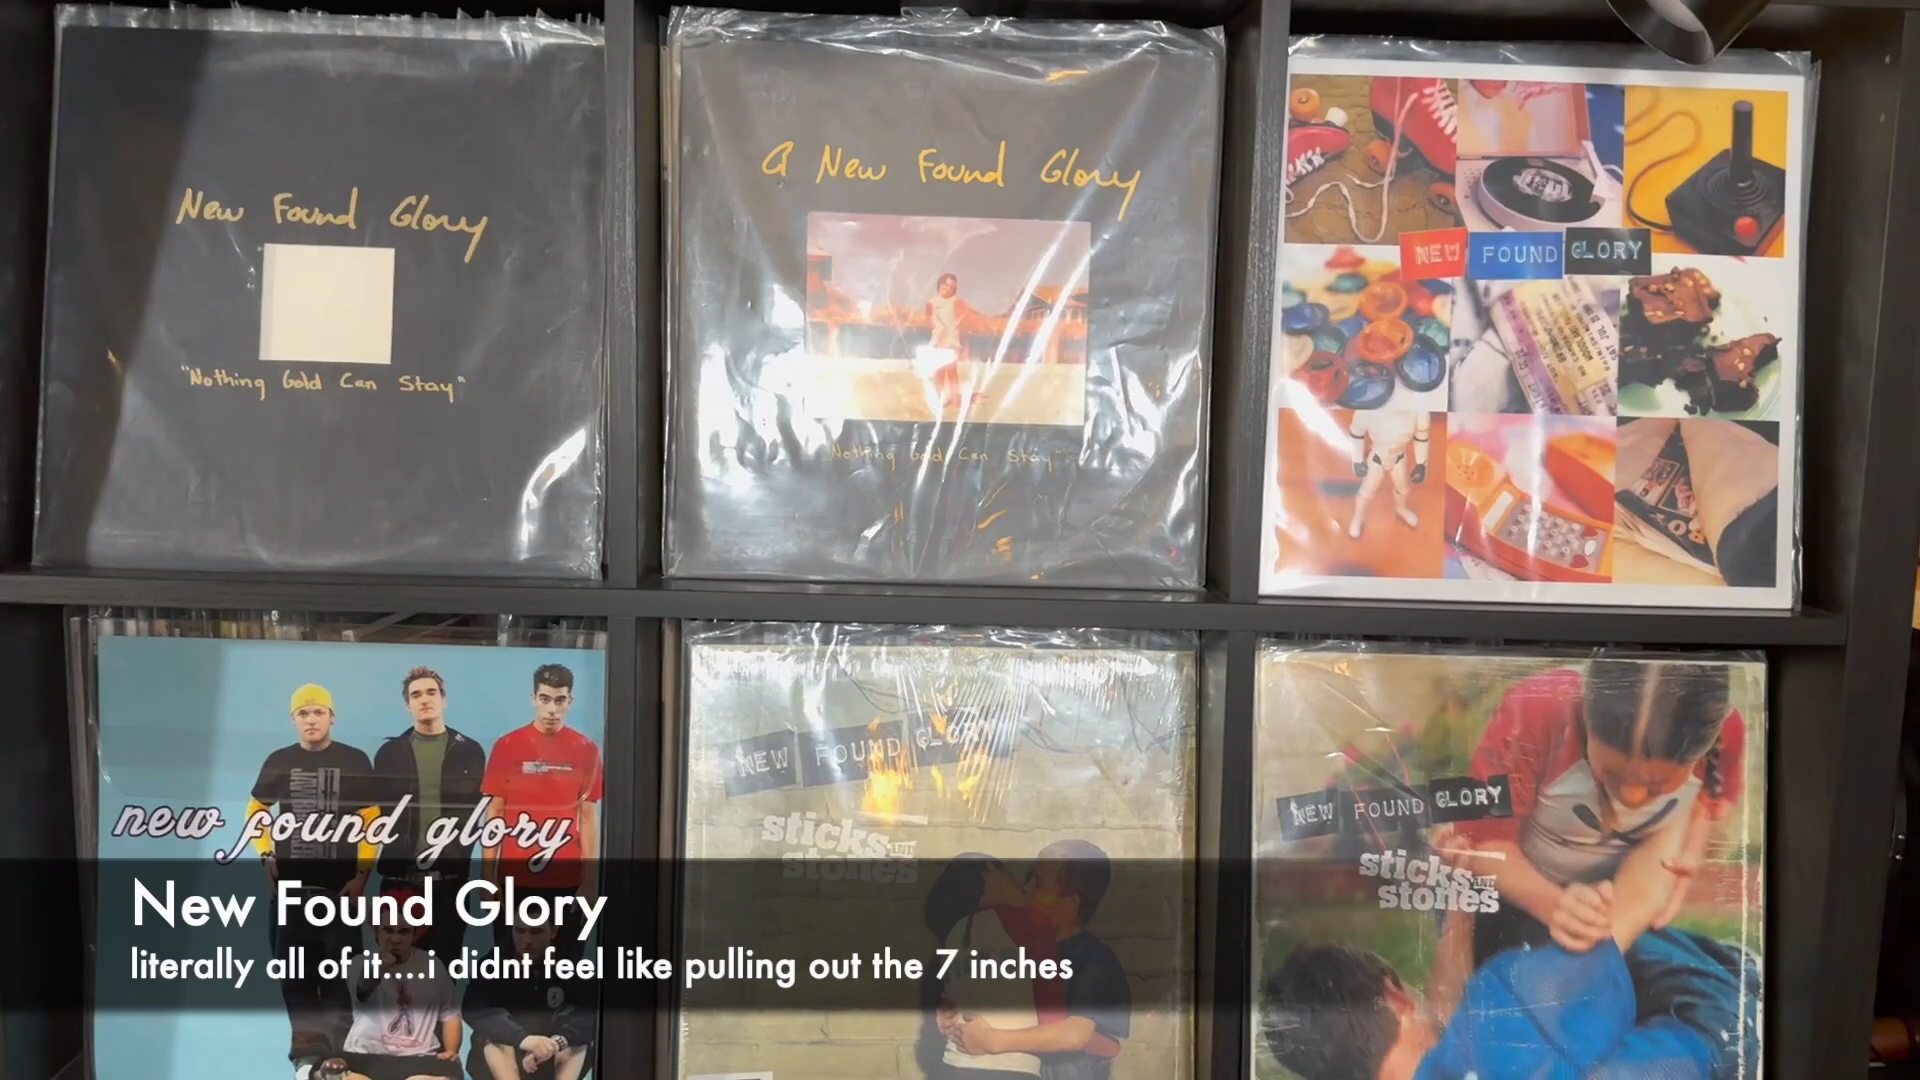 New Found Glory
"Nothing Gold Can Stay"
A New Found Glory
"Nothing Gold Can Stay"
NEW FOUND GLORY
new found glory
NEW FOUND GLORY
sticks AND
stones
NEW FOUND GLORY
sticks AND
stones
New Found Glory
literally all of it....i didnt feel like pulling out the 7 inches